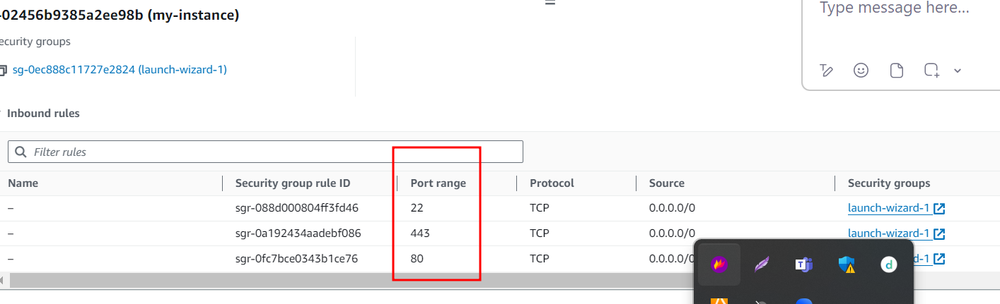 -02456b9385a2ee98b (my-instance)
Type message here...
ecurity groups
sg-0ec888c11727e2824 (launch-wizard-1)
Inbound rules
Filter rules
Name Security group rule ID Port range Protocol Source Security groups
– sgr-088d000804ff3fd46 22 TCP 0.0.0.0/0 launch-wizard-1
– sgr-0a192434aadebf086 443 TCP 0.0.0.0/0 launch-wizard-1
– sgr-0fc7bce0343b1ce76 80 TCP 0.0.0.0/0 d-1
T
d